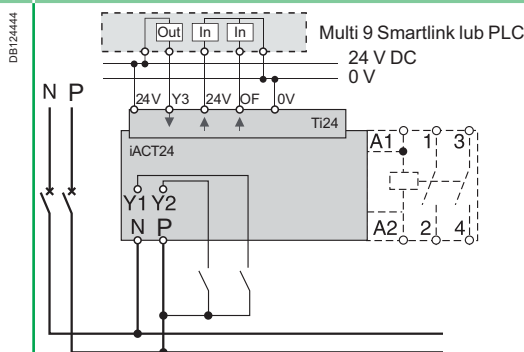 DB124444
Out In In Multi 9 Smartlink lub PLC
24 V DC
0 V
N P
24V Y3 24V OF 0V
Ti24
iACT24
A1 1 3
Y1 Y2
N P
A2 2 4